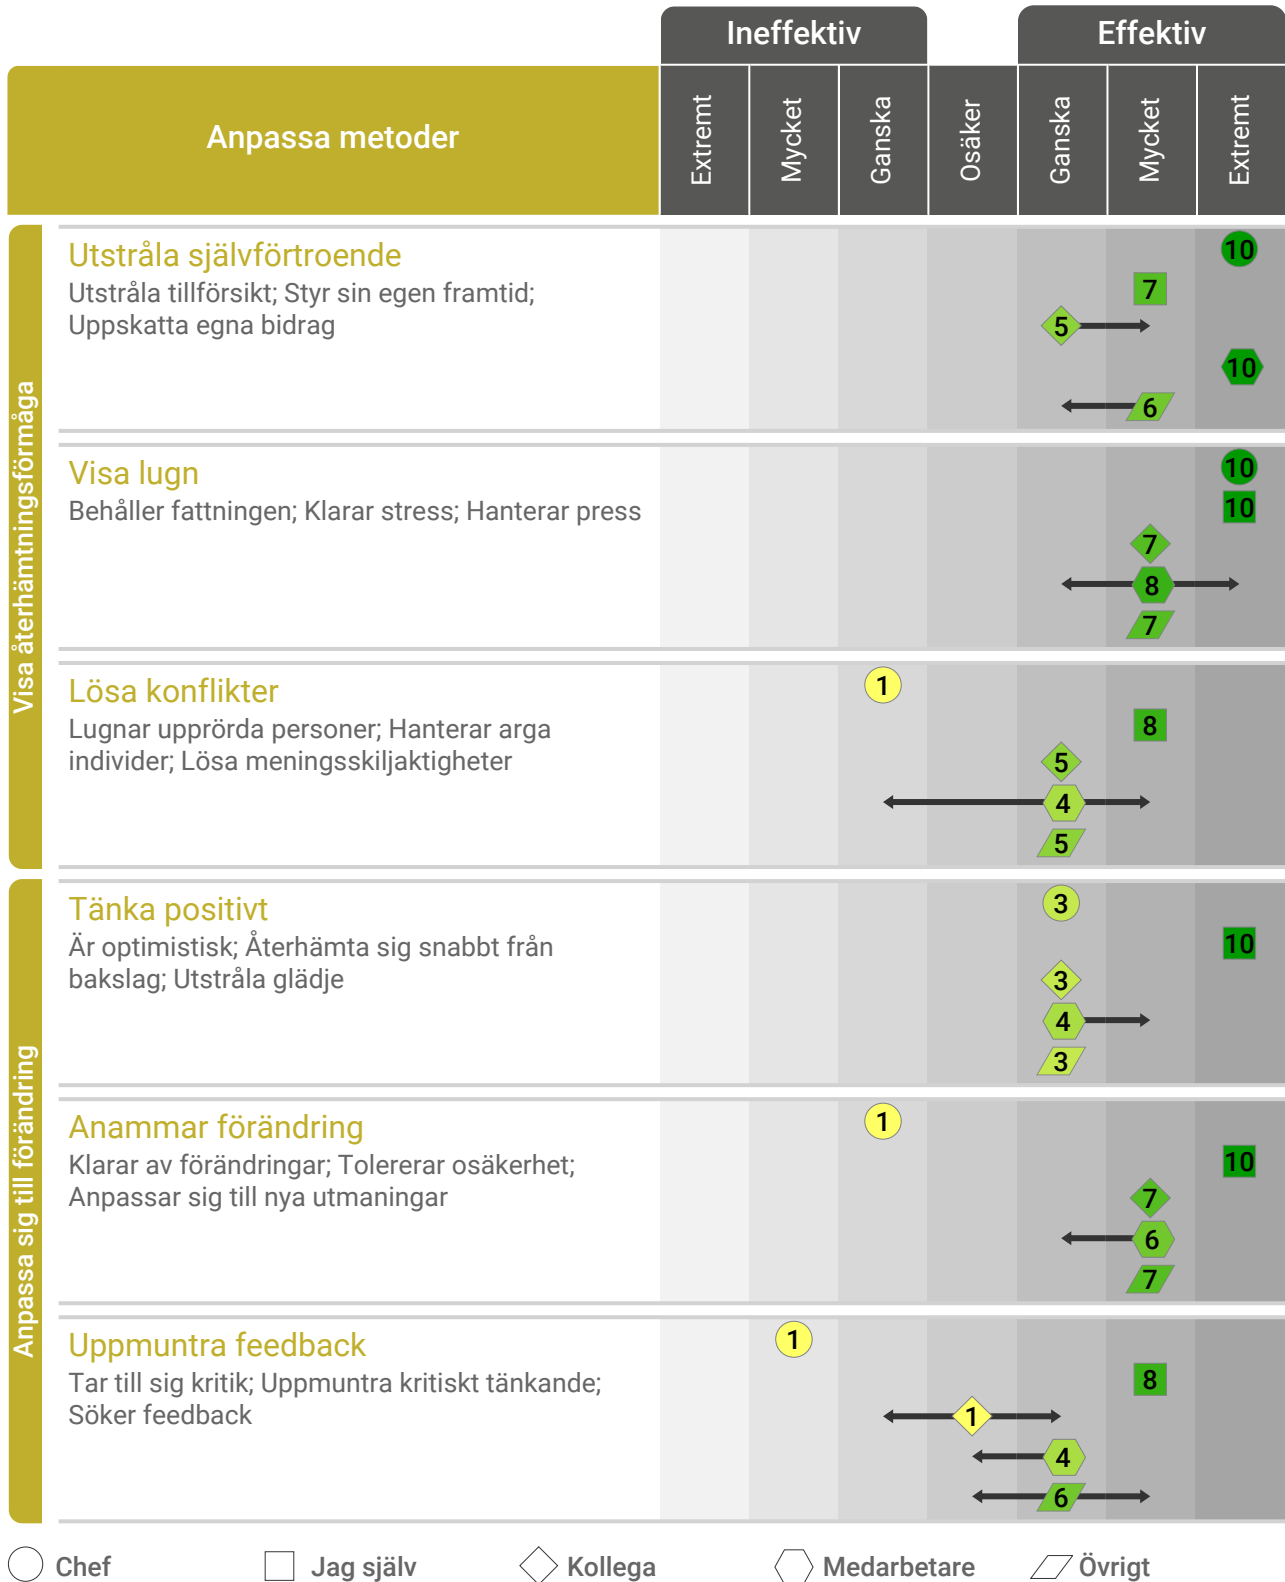 Ineffektiv
Effektiv
Anpassa metoder
Extremt
Mycket
Ganska
Osäker
Ganska
Mycket
Extremt
Visa återhämtningsförmåga
Utstråla självförtroende
Utstråla tillförsikt; Styr sin egen framtid;
Uppskatta egna bidrag
10
7
5
10
6
Visa lugn
Behåller fattningen; Klarar stress; Hanterar press
10
10
7
8
7
Lösa konflikter
Lugnar upprörda personer; Hanterar arga
individer; Lösa meningsskiljaktigheter
1
8
5
4
5
Anpassa sig till förändring
Tänka positivt
Är optimistisk; Återhämta sig snabbt från
bakslag; Utstråla glädje
3
10
3
4
3
Anammar förändring
Klarar av förändringar; Tolererar osäkerhet;
Anpassar sig till nya utmaningar
1
10
7
6
7
Uppmuntra feedback
Tar till sig kritik; Uppmuntra kritiskt tänkande;
Söker feedback
1
8
1
4
6
Chef
Jag själv
Kollega
Medarbetare
Övrigt